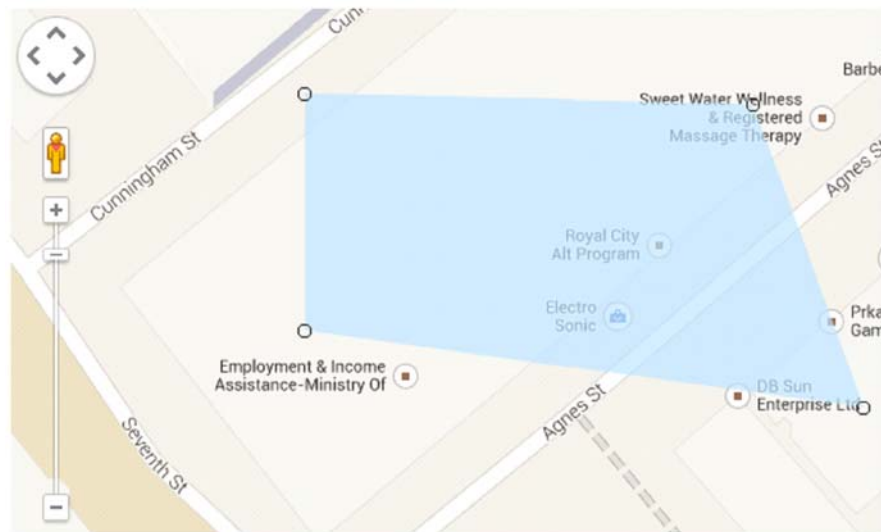 Cunningham St
Cunn
Barbe
Sweet Water Wellness
& Registered
Massage Therapy
Agnes St
Royal City
Alt Program
Electro
Sonic
Prka
Gam
Employment & Income
Assistance-Ministry Of
DB Sun
Enterprise Ltd
Agnes St
Seventh St